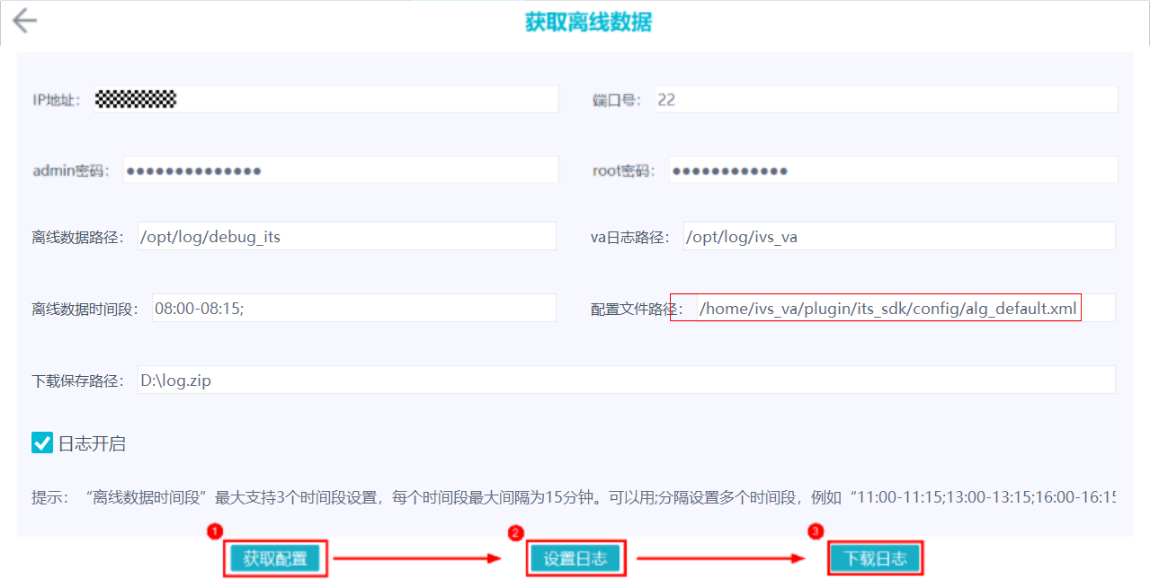 获取离线数据
IP地址：
端口号： 22
admin密码： ●●●●●●●●●●●●●●
root密码： ●●●●●●●●●●●●
离线数据路径： /opt/log/debug_its
va日志路径： /opt/log/ivs_va
离线数据时间段： 08:00-08:15;
配置文件路径： /home/ivs_va/plugin/its_sdk/config/alg_default.xml
下载保存路径： D:\log.zip
日志开启
提示： “离线数据时间段”最大支持3个时间段设置，每个时间段最大间隔为15分钟。可以用;分隔设置多个时间段，例如“11:00-11:15;13:00-13:15;16:00-16:15
1 获取配置
2 设置日志
3 下载日志